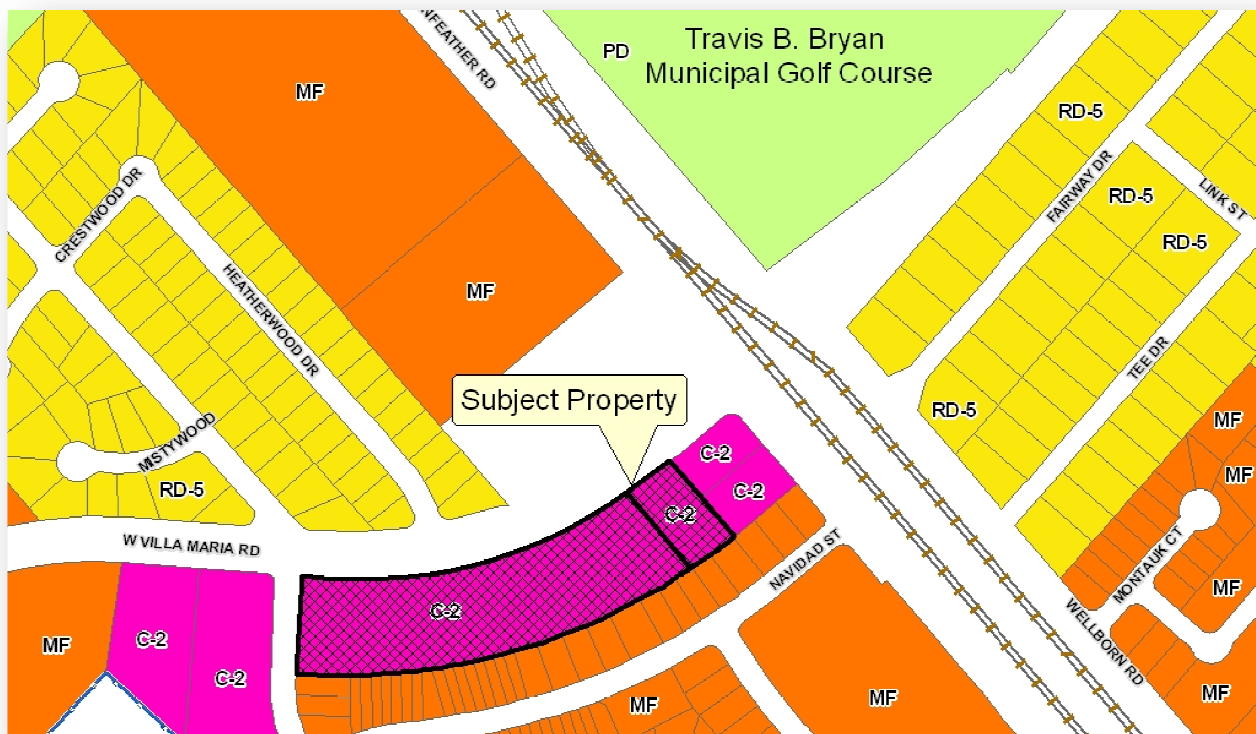 Travis B. Bryan
Municipal Golf Course
PD
MF
RD-5
FAIRWAY DR
RD-5
LINK ST
RD-5
CRESTWOOD DR
HEATHERWOOD DR
MF
TEE DR
Subject Property
RD-5
MF
MISTYWOOD
C-2
MF
RD-5
C-2
C-2
W VILLA MARIA RD
NAVIDAD ST
MONTAUK CT
MF
WELLBORN RD
C-2
C-2
MF
C-2
MF
MF
MF